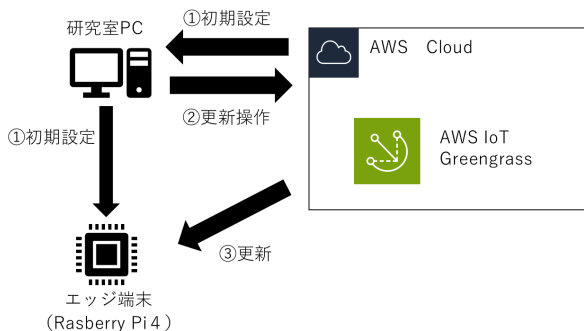 ①初期設定
研究室PC
AWS Cloud
②更新操作
①初期設定
AWS IoT
Greengrass
③更新
エッジ端末
(Rasberry Pi４)